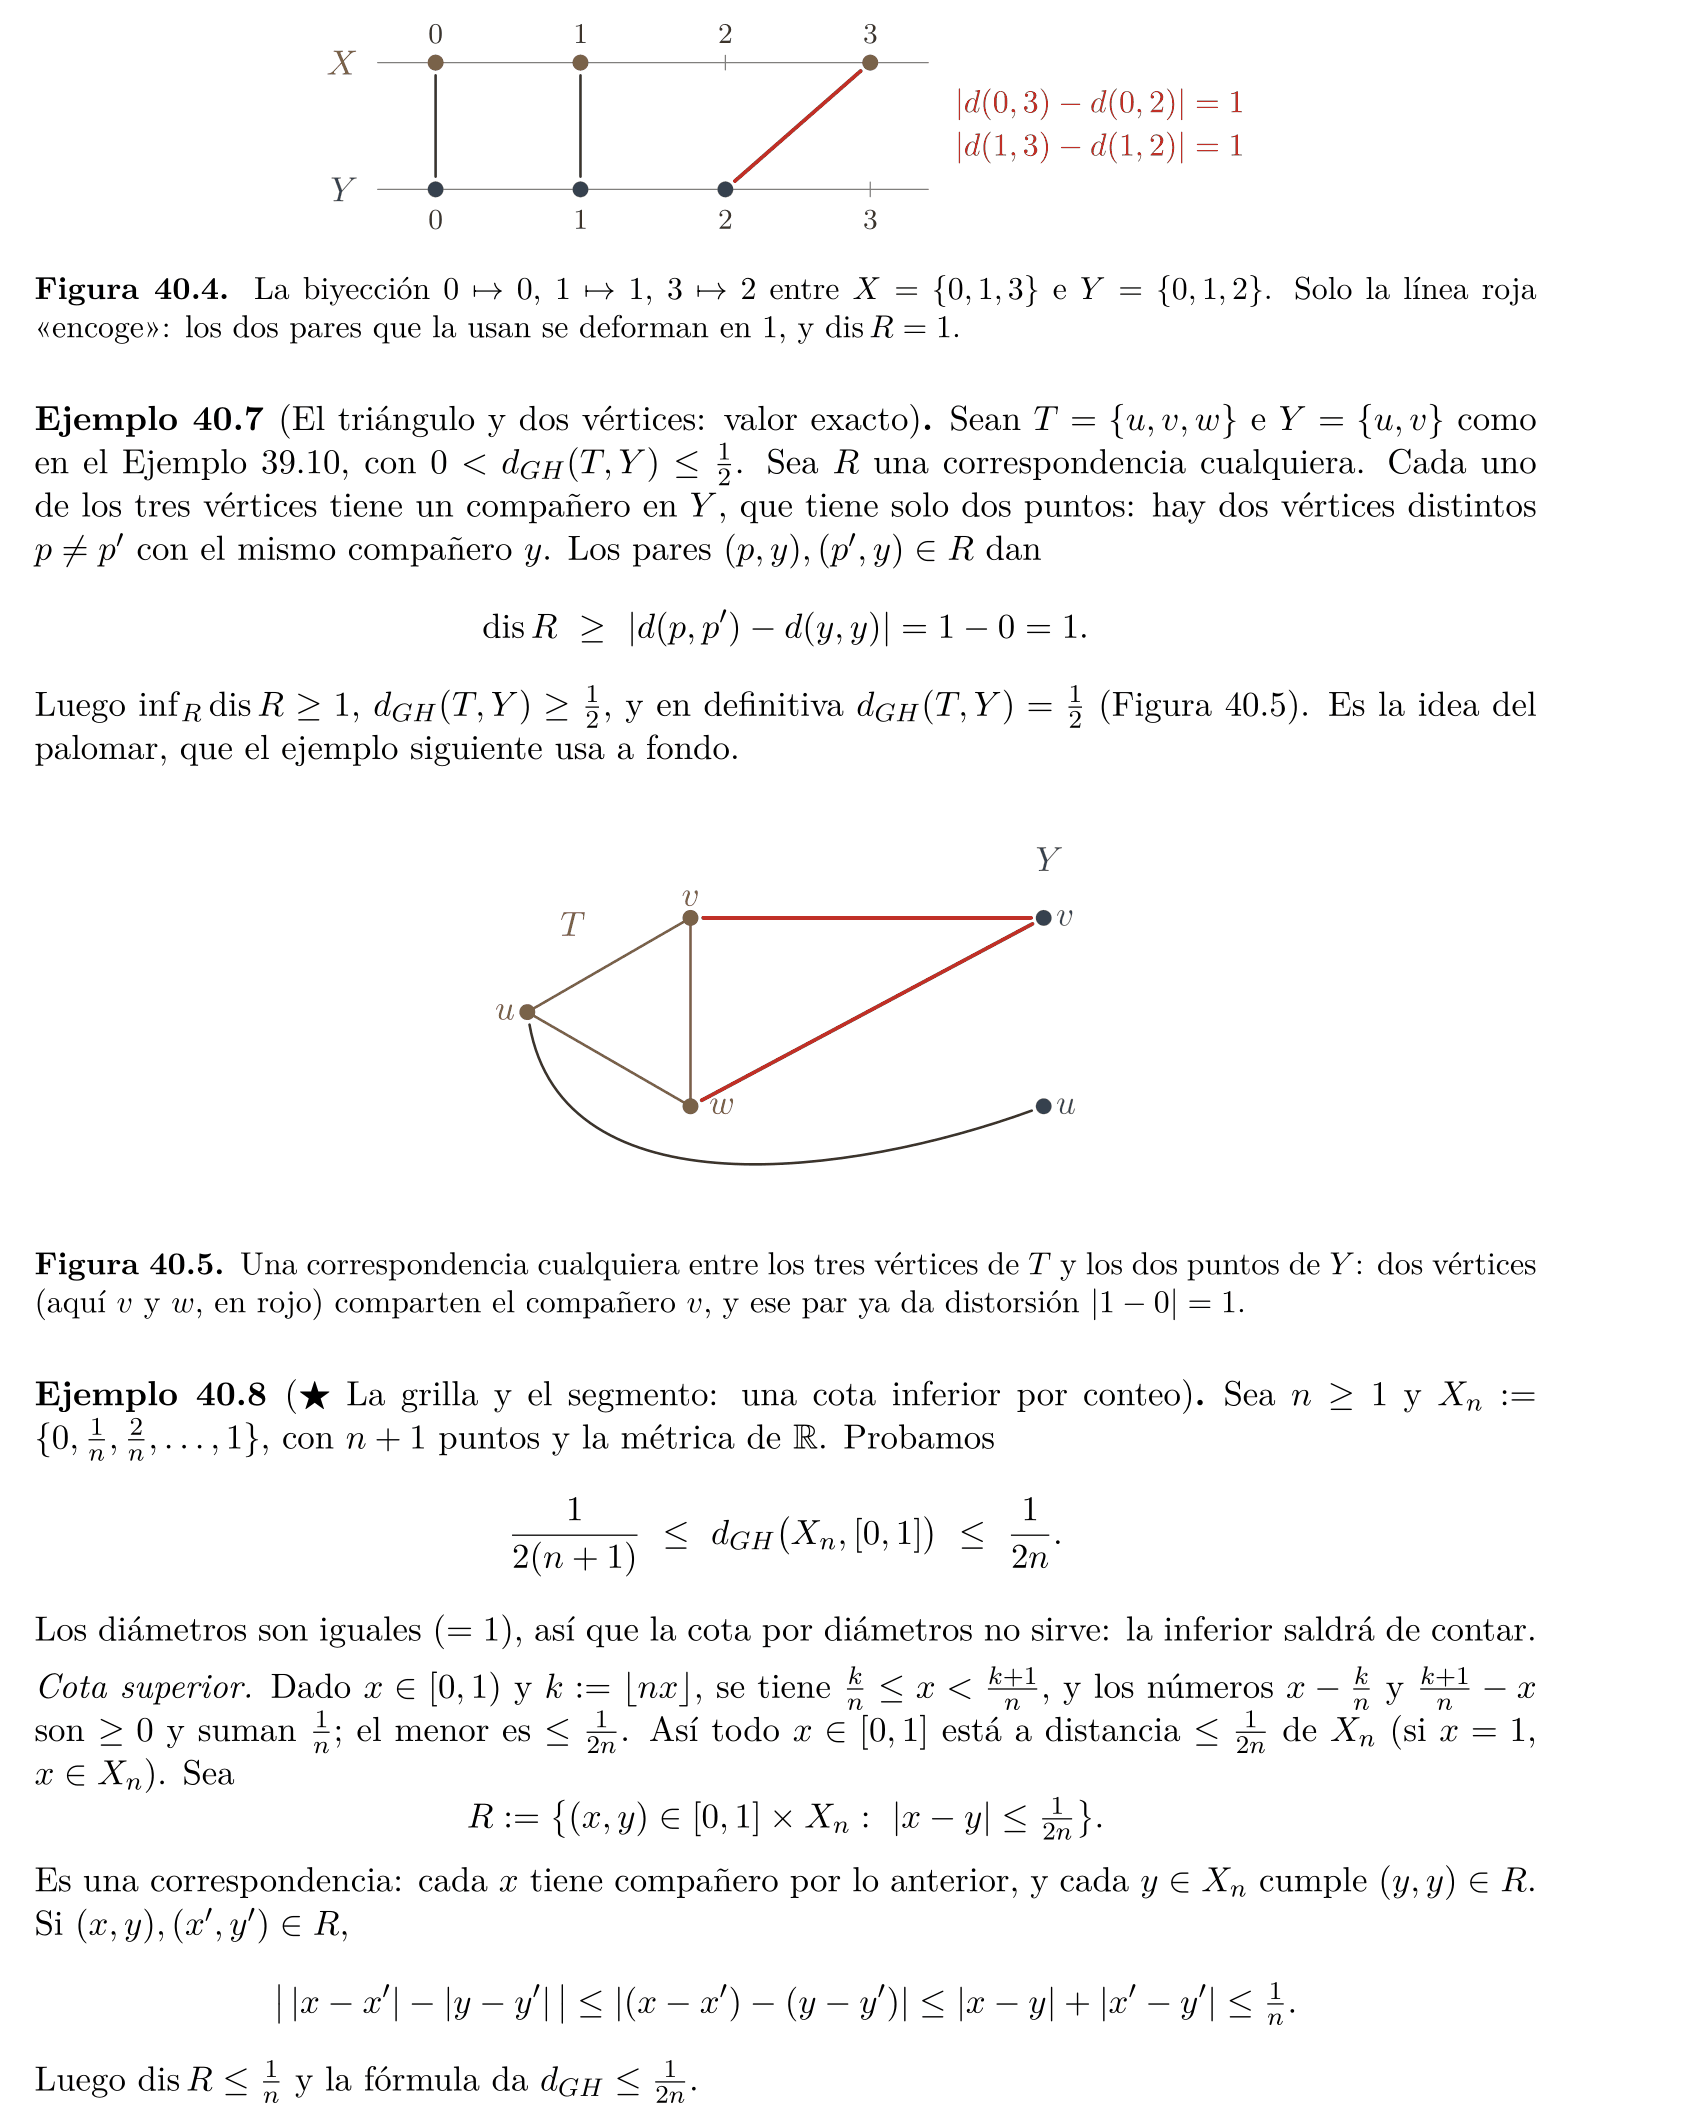 0 1 2 3
X
|d(0, 3) − d(0, 2)| = 1
|d(1, 3) − d(1, 2)| = 1
Y
0 1 2 3
Figura 40.4. La biyección 0 ↦ 0, 1 ↦ 1, 3 ↦ 2 entre X = {0, 1, 3} e Y = {0, 1, 2}. Solo la línea roja
«encoge»: los dos pares que la usan se deforman en 1, y dis R = 1.
Ejemplo 40.7 (El triángulo y dos vértices: valor exacto). Sean T = {u, v, w} e Y = {u, v} como
en el Ejemplo 39.10, con 0 < d_{GH}(T, Y) ≤ 1/2. Sea R una correspondencia cualquiera. Cada uno
de los tres vértices tiene un compañero en Y, que tiene solo dos puntos: hay dos vértices distintos
p ≠ p′ con el mismo compañero y. Los pares (p, y), (p′, y) ∈ R dan
dis R ≥ |d(p, p′) − d(y, y)| = 1 − 0 = 1.
Luego inf_R dis R ≥ 1, d_{GH}(T, Y) ≥ 1/2, y en definitiva d_{GH}(T, Y) = 1/2 (Figura 40.5). Es la idea del
palomar, que el ejemplo siguiente usa a fondo.
Y
v
T
v
u
w
u
Figura 40.5. Una correspondencia cualquiera entre los tres vértices de T y los dos puntos de Y: dos vértices
(aquí v y w, en rojo) comparten el compañero v, y ese par ya da distorsión |1 − 0| = 1.
Ejemplo 40.8 (★ La grilla y el segmento: una cota inferior por conteo). Sea n ≥ 1 y X_n :=
{0, 1/n, 2/n, . . . , 1}, con n + 1 puntos y la métrica de ℝ. Probamos
1/(2(n + 1)) ≤ d_{GH}(X_n, [0, 1]) ≤ 1/(2n).
Los diámetros son iguales (= 1), así que la cota por diámetros no sirve: la inferior saldrá de contar.
Cota superior. Dado x ∈ [0, 1) y k := ⌊nx⌋, se tiene k/n ≤ x < (k+1)/n, y los números x − k/n y (k+1)/n − x
son ≥ 0 y suman 1/n; el menor es ≤ 1/(2n). Así todo x ∈ [0, 1] está a distancia ≤ 1/(2n) de X_n (si x = 1,
x ∈ X_n). Sea
R := {(x, y) ∈ [0, 1] × X_n : |x − y| ≤ 1/(2n)}.
Es una correspondencia: cada x tiene compañero por lo anterior, y cada y ∈ X_n cumple (y, y) ∈ R.
Si (x, y), (x′, y′) ∈ R,
| |x − x′| − |y − y′| | ≤ |(x − x′) − (y − y′)| ≤ |x − y| + |x′ − y′| ≤ 1/n.
Luego dis R ≤ 1/n y la fórmula da d_{GH} ≤ 1/(2n).